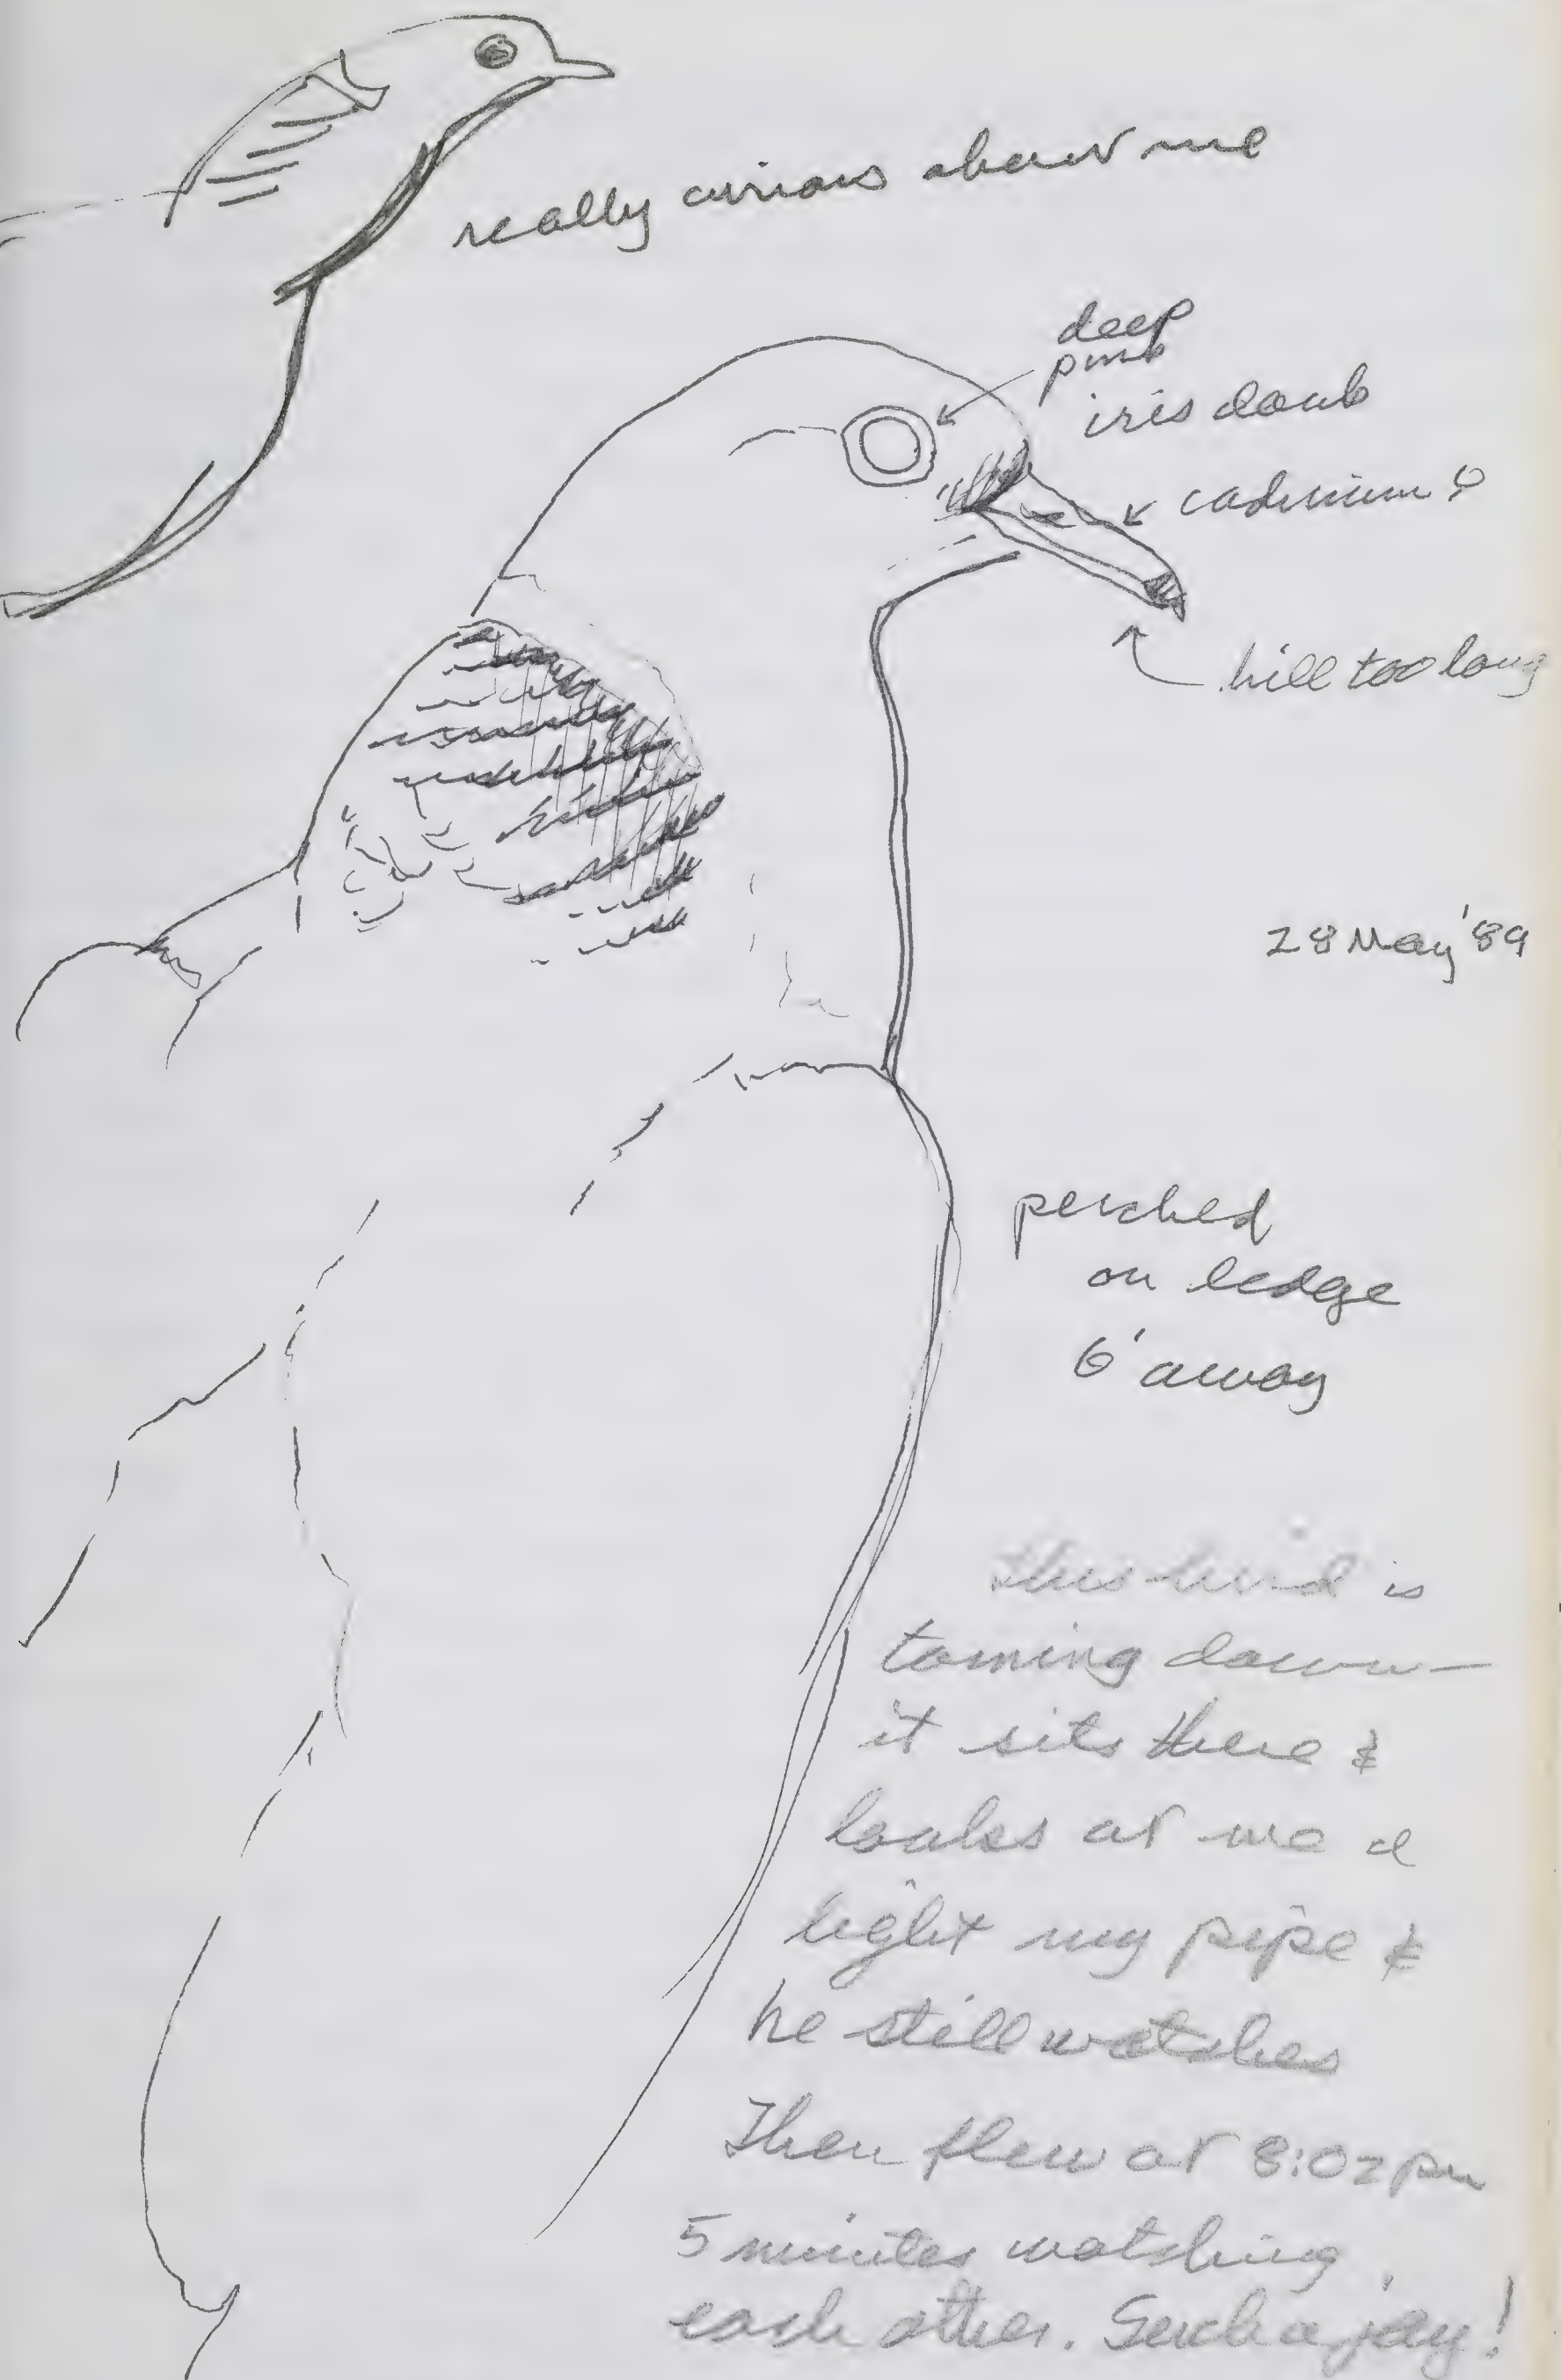 really curious about me
deep
pink
iris dark
cadmium ?
bill too long
28 May '89
perched
on ledge
6' away
this bird is
taming down—
it sits there &
looks at me I
light my pipe &
he still watches
Then flew at 8:02 pm
5 minutes watching
each other. Such a joy!